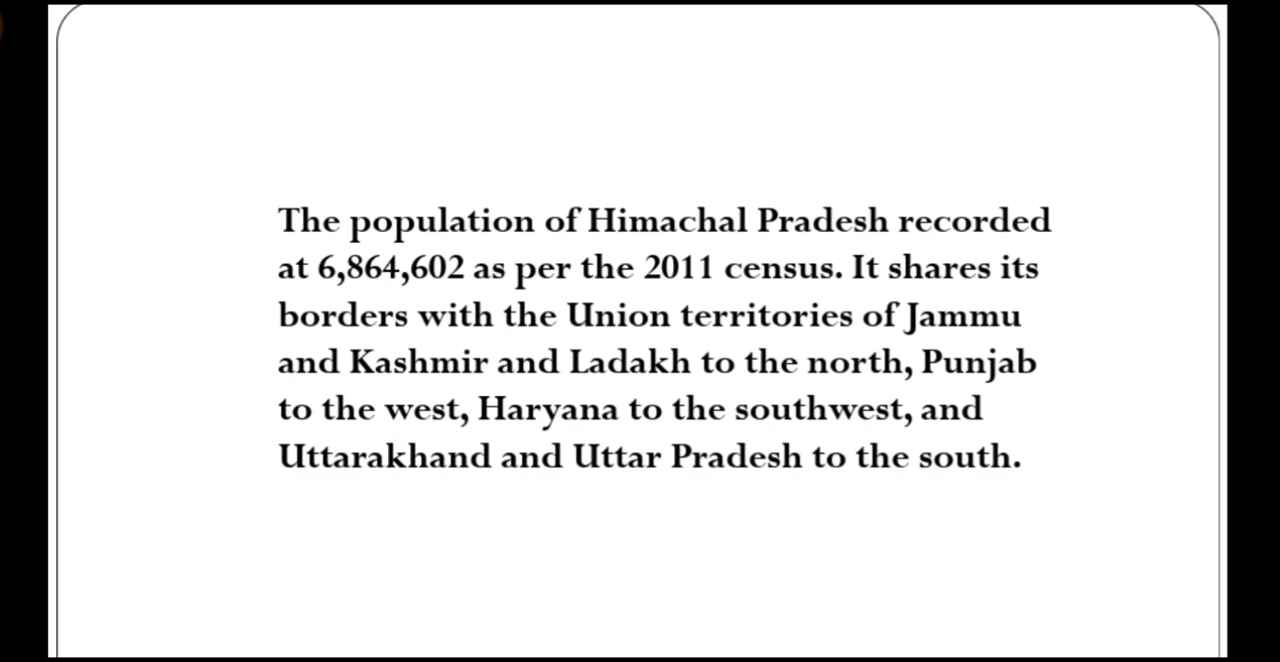 The population of Himachal Pradesh recorded
at 6,864,602 as per the 2011 census. It shares its
borders with the Union territories of Jammu
and Kashmir and Ladakh to the north, Punjab
to the west, Haryana to the southwest, and
Uttarakhand and Uttar Pradesh to the south.